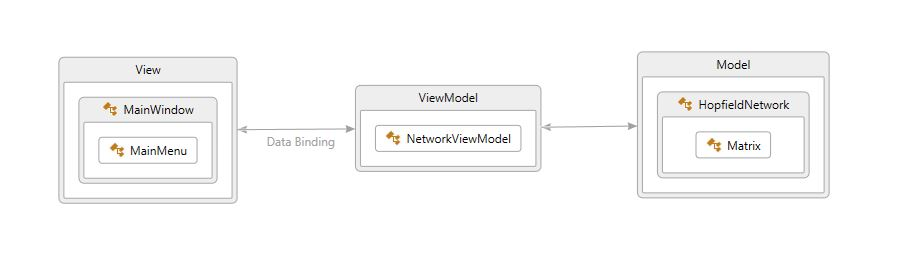 View
MainWindow
MainMenu
Data Binding
ViewModel
NetworkViewModel
Model
HopfieldNetwork
Matrix